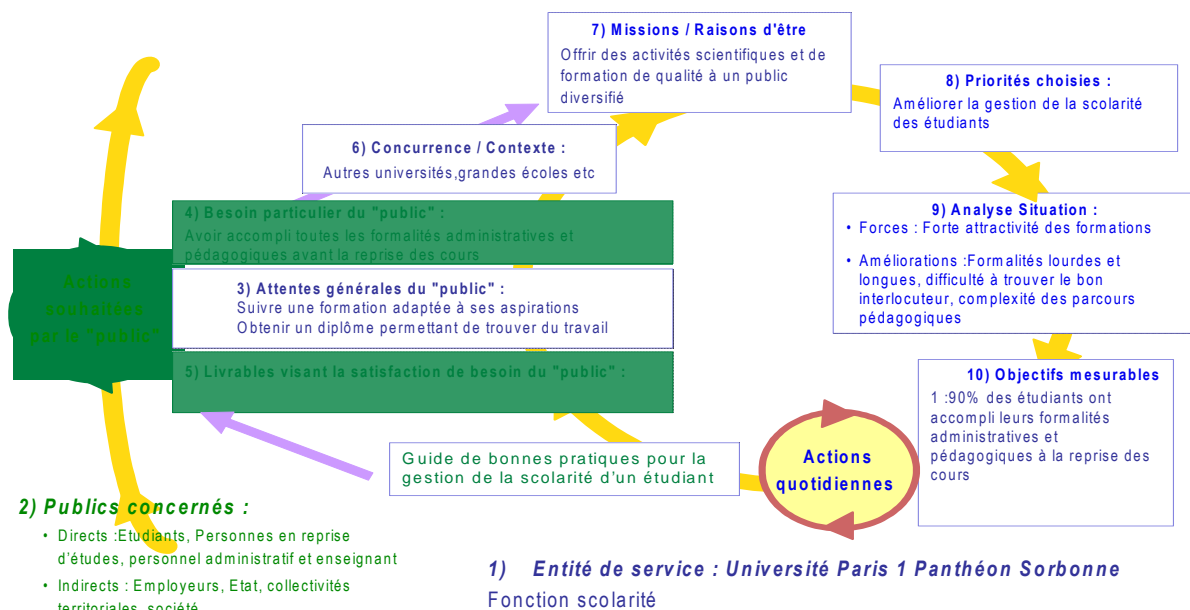 7) Missions / Raisons d'être
Offrir des activités scientifiques et de
formation de qualité à un public
diversifié
8) Priorités choisies :
Améliorer la gestion de la scolarité
des étudiants
6) Concurrence / Contexte :
Autres universités,grandes écoles etc
4) Besoin particulier du "public" :
Avoir accompli toutes les formalités administratives et
pédagogiques avant la reprise des cours
9) Analyse Situation :
• Forces : Forte attractivité des formations
• Améliorations :Formalités lourdes et
longues, difficulté à trouver le bon
interlocuteur, complexité des parcours
pédagogiques
Actions
souhaitées
par le "public"
3) Attentes générales du "public" :
Suivre une formation adaptée à ses aspirations
Obtenir un diplôme permettant de trouver du travail
5) Livrables visant la satisfaction de besoin du "public" :
10) Objectifs mesurables
1 :90% des étudiants ont
accompli leurs formalités
administratives et
pédagogiques à la reprise des
cours
Guide de bonnes pratiques pour la
gestion de la scolarité d'un étudiant
Actions
quotidiennes
2) Publics concernés :
• Directs :Etudiants, Personnes en reprise
d'études, personnel administratif et enseignant
• Indirects : Employeurs, Etat, collectivités
territoriales, société
1) Entité de service : Université Paris 1 Panthéon Sorbonne
Fonction scolarité